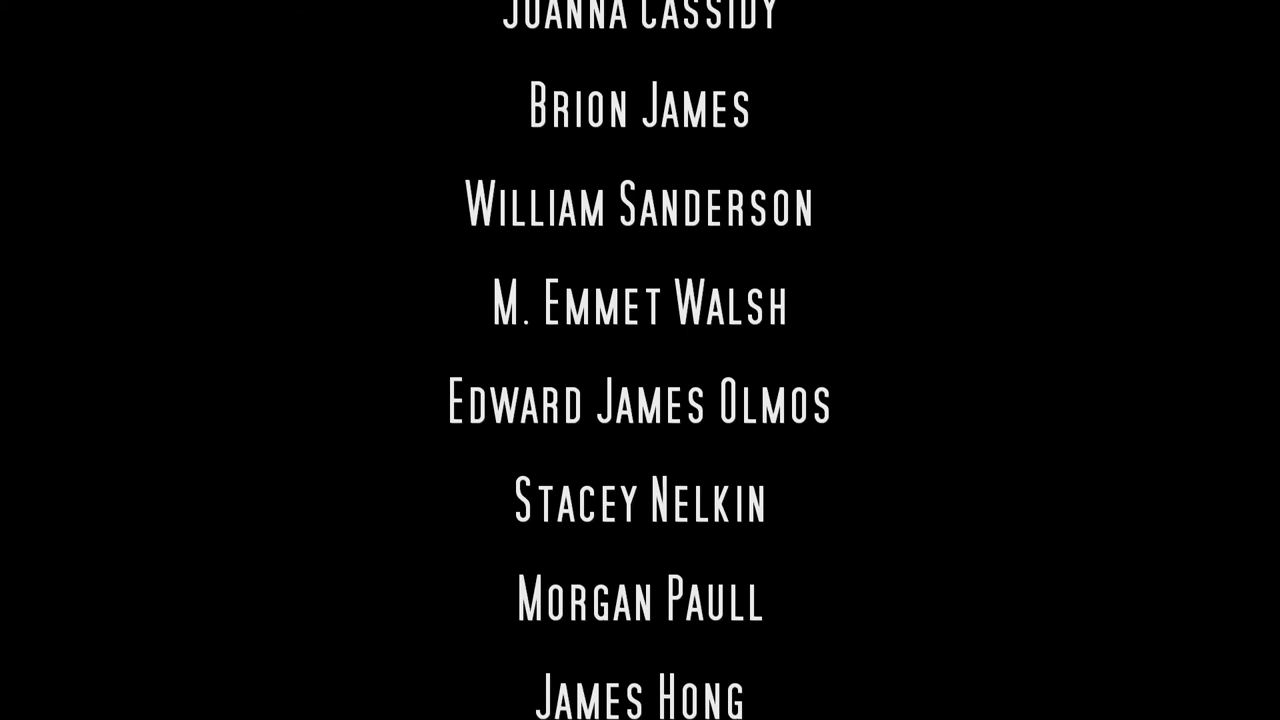 Joanna Cassidy
Brion James
William Sanderson
M. Emmet Walsh
Edward James Olmos
Stacey Nelkin
Morgan Paull
James Hong